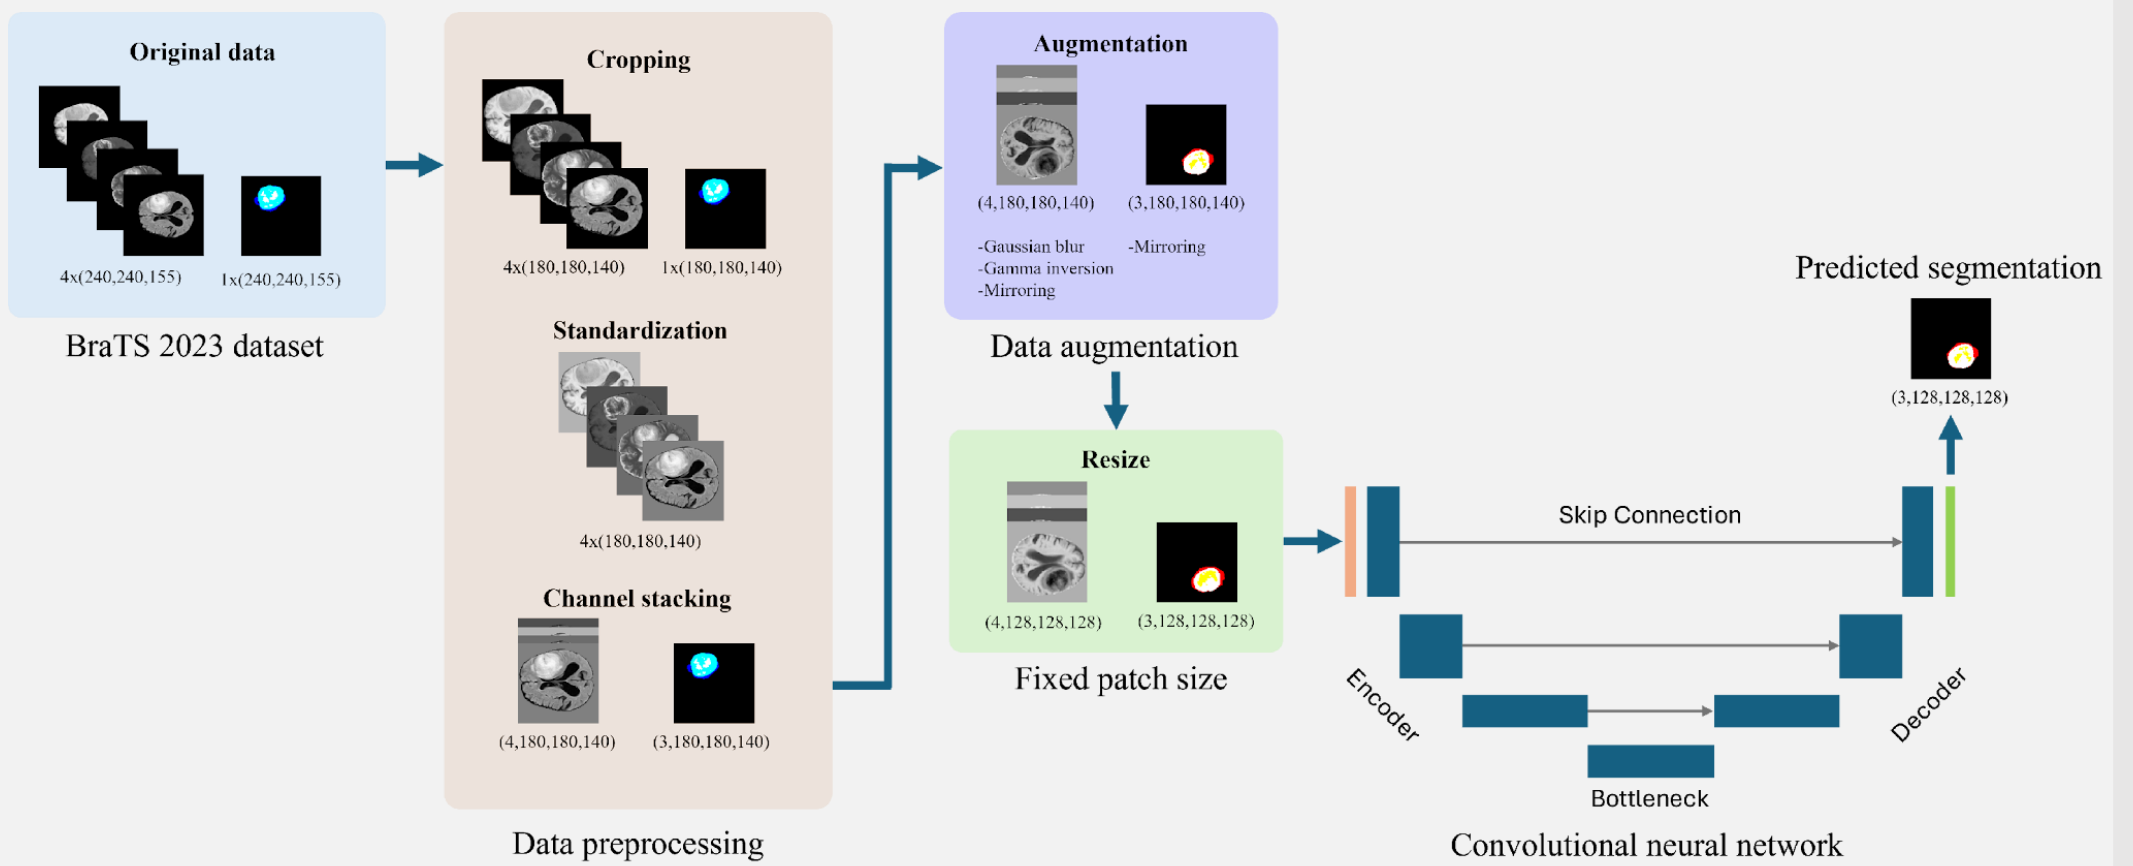 Original data
4x(240,240,155)
1x(240,240,155)
BraTS 2023 dataset
Cropping
4x(180,180,140)
1x(180,180,140)
Standardization
4x(180,180,140)
Channel stacking
(4,180,180,140)
(3,180,180,140)
Data preprocessing
Augmentation
(4,180,180,140)
(3,180,180,140)
-Gaussian blur
-Gamma inversion
-Mirroring
-Mirroring
Data augmentation
Resize
(4,128,128,128)
(3,128,128,128)
Fixed patch size
Predicted segmentation
(3,128,128,128)
Skip Connection
Encoder
Decoder
Bottleneck
Convolutional neural network